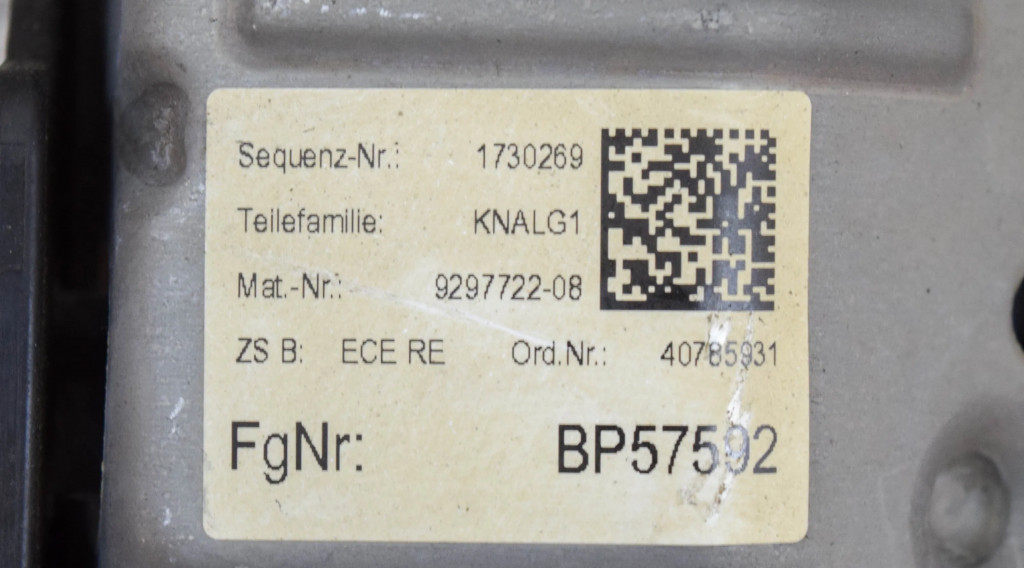 Sequenz-Nr.: 1730269
Teilefamilie: KNALG1
Mat.-Nr.: 9297722-08
ZS B: ECE RE Ord.Nr.: 40785931
FgNr: BP57592